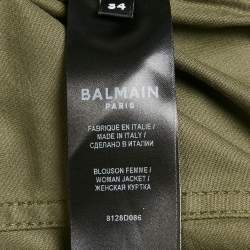 34
BALMAIN
PARIS
FABRIQUE EN ITALIE /
MADE IN ITALY /
СДЕЛАНО В ИТАЛИИ
BLOUSON FEMME /
WOMAN JACKET /
ЖЕНСКАЯ КУРТКА
8128D086